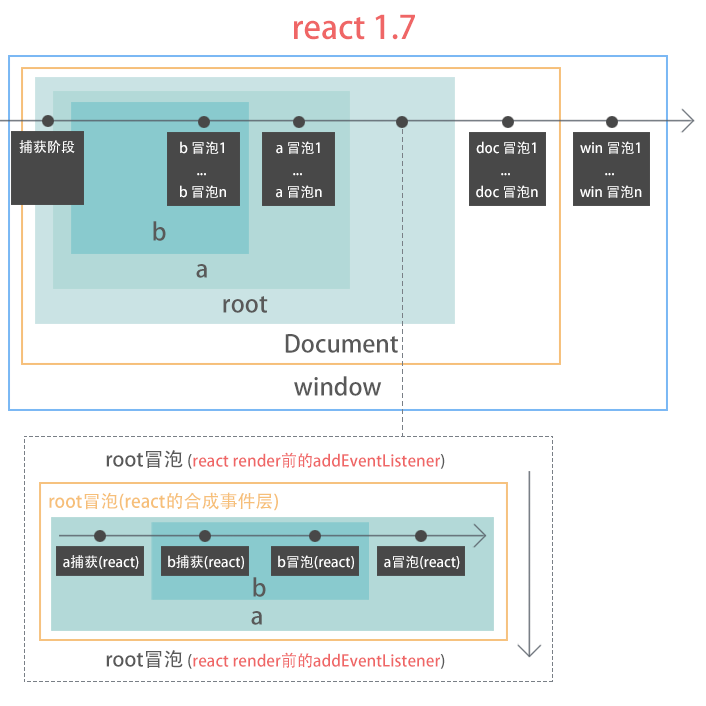 react 1.7
捕获阶段
b 冒泡1
...
b 冒泡n
a 冒泡1
...
a 冒泡n
doc 冒泡1
...
doc 冒泡n
win 冒泡1
...
win 冒泡n
b
a
root
Document
window
root冒泡 (react render前的addEventListener)
root冒泡(react的合成事件层)
a捕获(react)
b捕获(react)
b冒泡(react)
a冒泡(react)
b
a
root冒泡 (react render前的addEventListener)